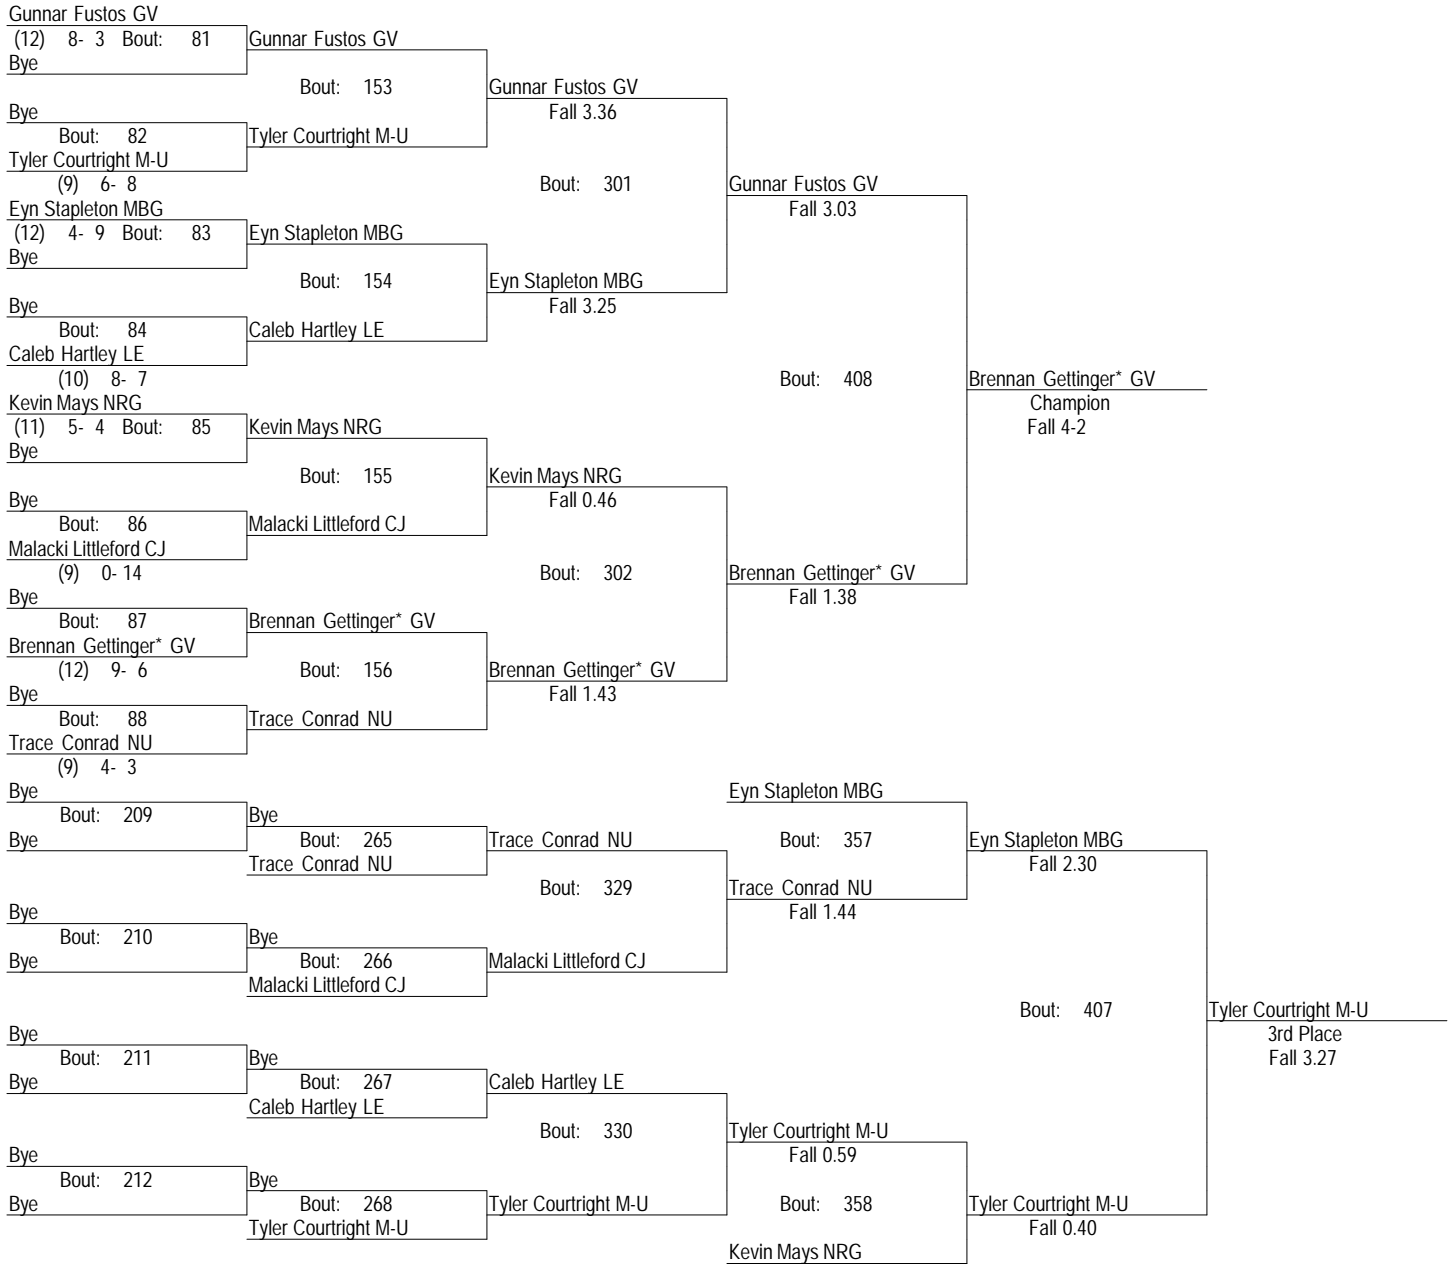 Gunnar Fustos GV
(12) 8- 3 Bout: 81 Gunnar Fustos GV
Bye
Bout: 153 Gunnar Fustos GV
Bye Fall 3.36
Bout: 82 Tyler Courtright M-U
Tyler Courtright M-U
(9) 6- 8 Bout: 301 Gunnar Fustos GV
Eyn Stapleton MBG Fall 3.03
(12) 4- 9 Bout: 83 Eyn Stapleton MBG
Bye
Bout: 154 Eyn Stapleton MBG
Bye Fall 3.25
Bout: 84 Caleb Hartley LE
Caleb Hartley LE
(10) 8- 7 Bout: 408 Brennan Gettinger* GV
Kevin Mays NRG Champion
(11) 5- 4 Bout: 85 Kevin Mays NRG Fall 4-2
Bye
Bout: 155 Kevin Mays NRG
Bye Fall 0.46
Bout: 86 Malacki Littleford CJ
Malacki Littleford CJ
(9) 0- 14 Bout: 302 Brennan Gettinger* GV
Bye Fall 1.38
Bout: 87 Brennan Gettinger* GV
Brennan Gettinger* GV
(12) 9- 6 Bout: 156 Brennan Gettinger* GV
Bye Fall 1.43
Bout: 88 Trace Conrad NU
Trace Conrad NU
(9) 4- 3
Bye Eyn Stapleton MBG
Bout: 209 Bye
Bye Bout: 265 Trace Conrad NU Bout: 357 Eyn Stapleton MBG
Trace Conrad NU Fall 2.30
Bout: 329 Trace Conrad NU
Bye Fall 1.44
Bout: 210 Bye
Bye Bout: 266 Malacki Littleford CJ
Malacki Littleford CJ
Bout: 407 Tyler Courtright M-U
Bye 3rd Place
Bout: 211 Bye Fall 3.27
Bye Bout: 267 Caleb Hartley LE
Caleb Hartley LE
Bout: 330 Tyler Courtright M-U
Bye Fall 0.59
Bout: 212 Bye
Bye Bout: 268 Tyler Courtright M-U Bout: 358 Tyler Courtright M-U
Tyler Courtright M-U Fall 0.40
Kevin Mays NRG